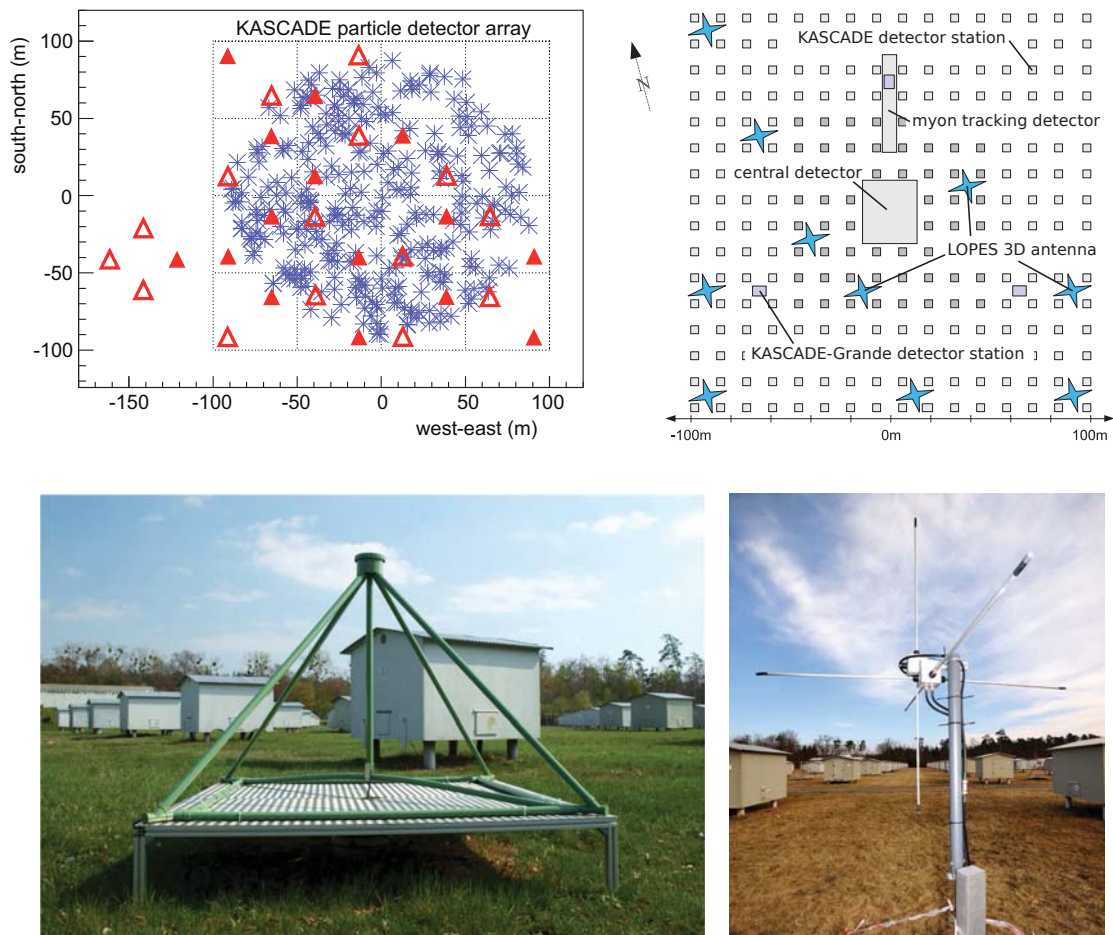 KASCADE particle detector array
south-north (m)
100
50
0
-50
-100
-150
-100
-50
0
50
100
west-east (m)
KASCADE detector station
N
myon tracking detector
central detector
LOPES 3D antenna
KASCADE-Grande detector station
-100m
0m
100m